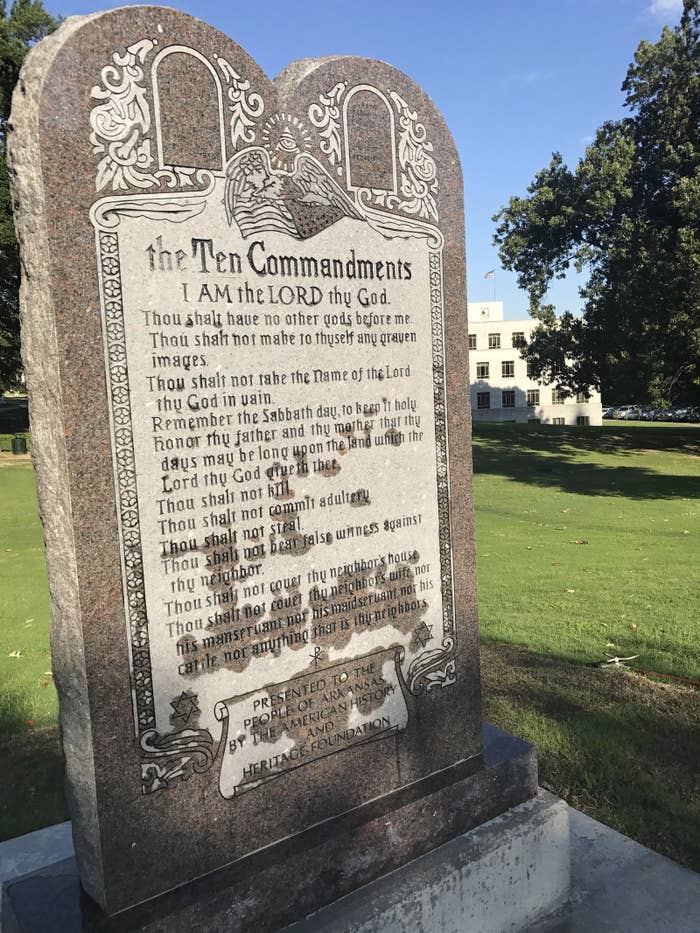 the Ten Commandments
I AM the LORD thy God.
Thou shalt have no other gods before me.
Thou shalt not make to thyself any graven
images.
Thou shalt not take the Name of the Lord
thy God in vain.
Remember the Sabbath day, to keep it holy
Honor thy father and thy mother that thy
days may be long upon the land which the
Lord thy God giveth thee.
Thou shalt not kill.
Thou shalt not commit adultery
Thou shalt not steal.
Thou shalt not bear false witness against
thy neighbor.
Thou shalt not covet thy neighbor's house
Thou shalt not covet thy neighbor's wife nor
his manservant nor his maidservant nor his
cattle nor anything that is thy neighbors
PRESENTED TO THE
PEOPLE OF ARKANSAS
BY THE AMERICAN HISTORY
AND
HERITAGE FOUNDATION